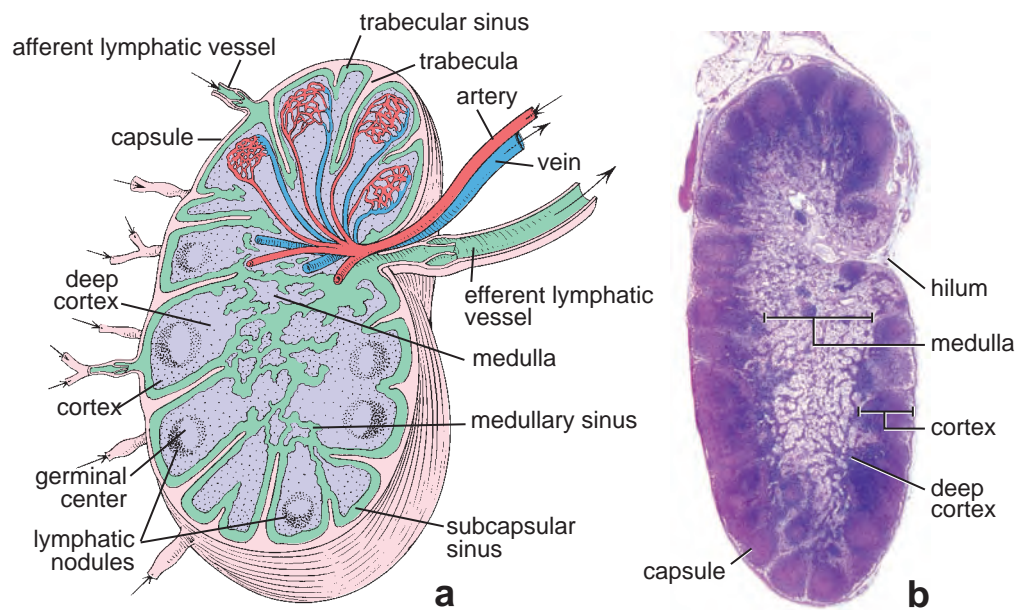 trabecular sinus
afferent lymphatic vessel
trabecula
artery
capsule
vein
deep
cortex
efferent lymphatic
vessel
medulla
cortex
medullary sinus
germinal
center
lymphatic
nodules
subcapsular
sinus
a
hilum
medulla
cortex
deep
cortex
capsule
b